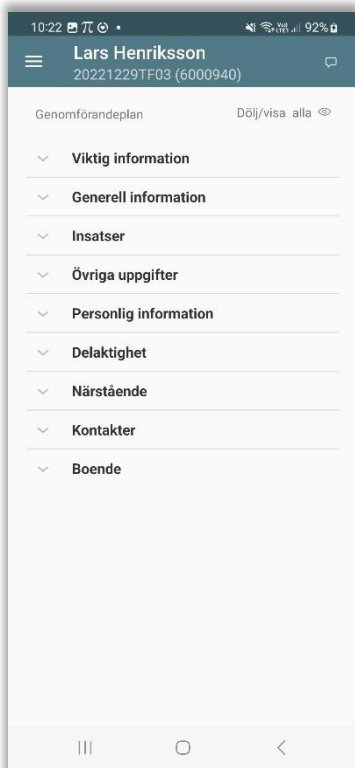 10:22 92%
Lars Henriksson
20221229TF03 (6000940)
Genomförandeplan Dölj/visa alla
Viktig information
Generell information
Insatser
Övriga uppgifter
Personlig information
Delaktighet
Närstående
Kontakter
Boende